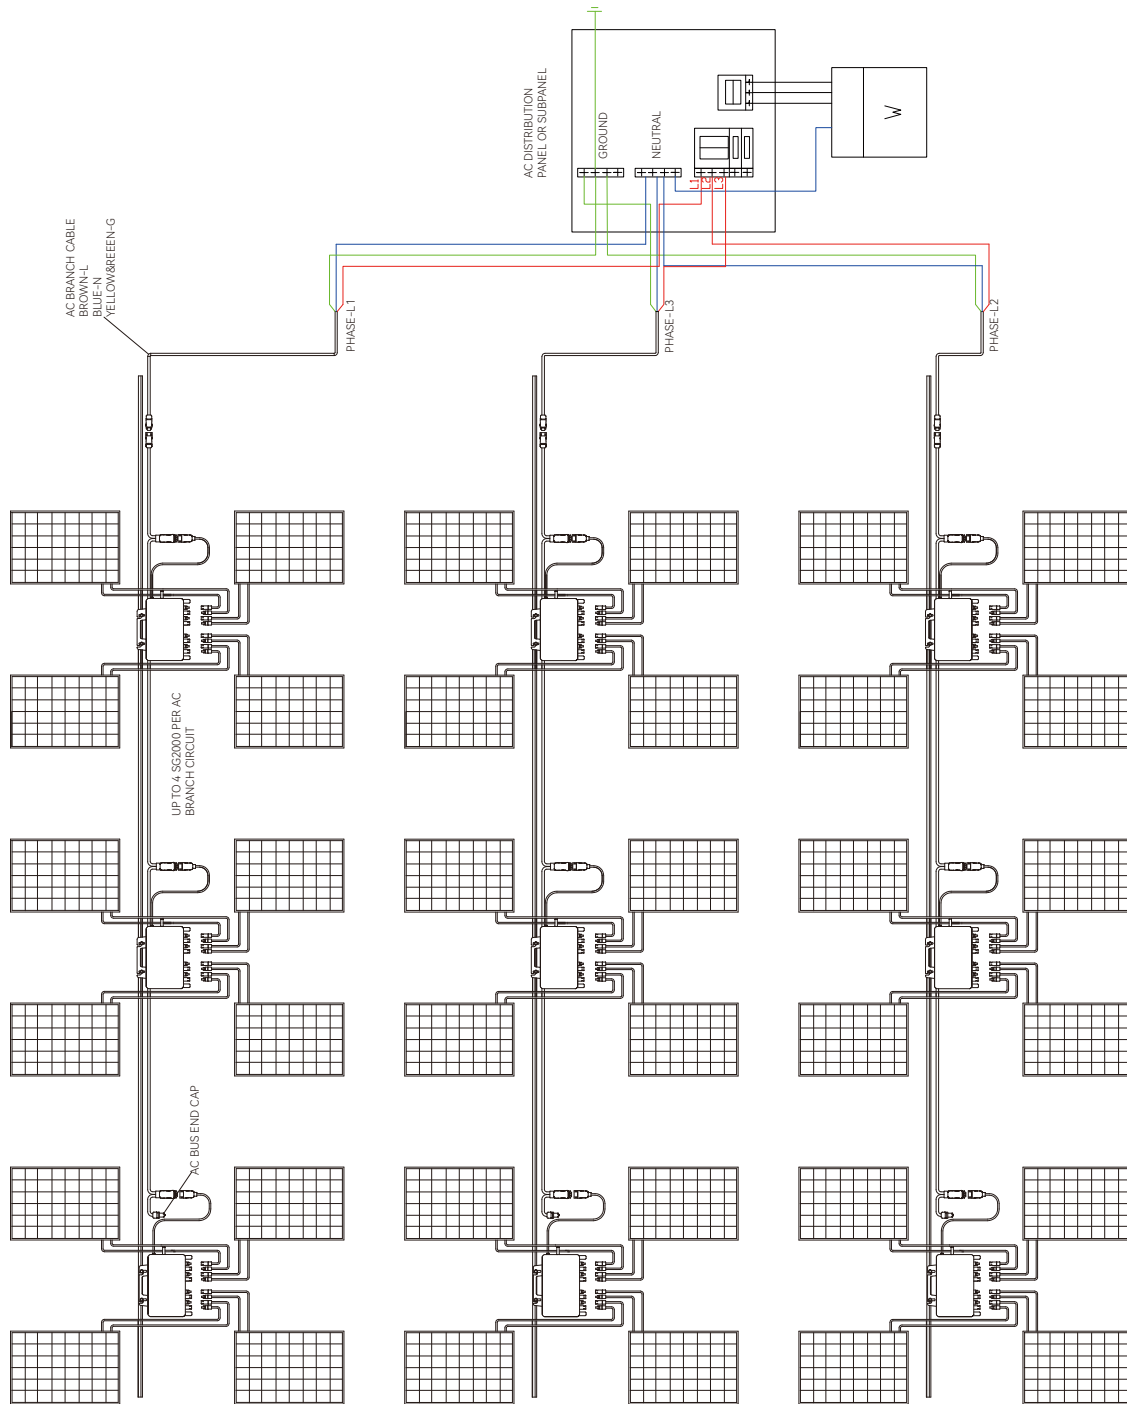 AC DISTRIBUTION
PANEL OR SUBPANEL
GROUND
NEUTRAL
L1
L2
L3
W
AC BRANCH CABLE
BROWN-L
BLUE-N
YELLOW&REEEN-G
PHASE-L1
PHASE-L3
PHASE-L2
UP TO 4 SG2000 PER AC
BRANCH CIRCUIT
AC BUS END CAP